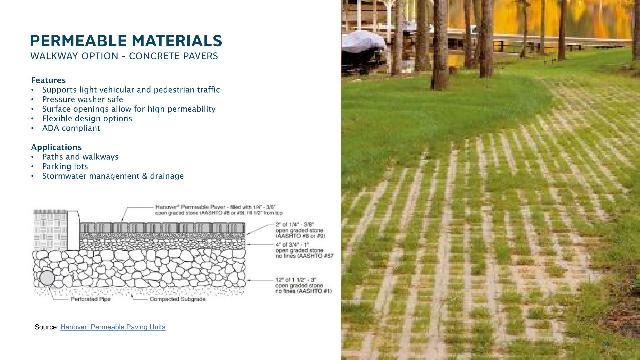 PERMEABLE MATERIALS
WALKWAY OPTION - CONCRETE PAVERS
Features
• Supports light vehicular and pedestrian traffic
• Pressure washer safe
• Surface openings allow for high permeability
• Flexible design options
• ADA compliant
Applications
• Paths and walkways
• Parking lots
• Stormwater management & drainage
Hanover® Permeable Paver - filled with 1/4" - 3/8"
open graded stone (AASHTO #8 or #9), fill 1/2" from top
2" of 1/4" - 3/8"
open graded stone
(AASHTO #8 or #9)
4" of 3/4" - 1"
open graded stone
no fines (AASHTO #57
12" of 1 1/2" - 3"
open graded stone
no fines (AASHTO #1)
Perforated Pipe
Compacted Subgrade
Source: Hanover: Permeable Paving Units